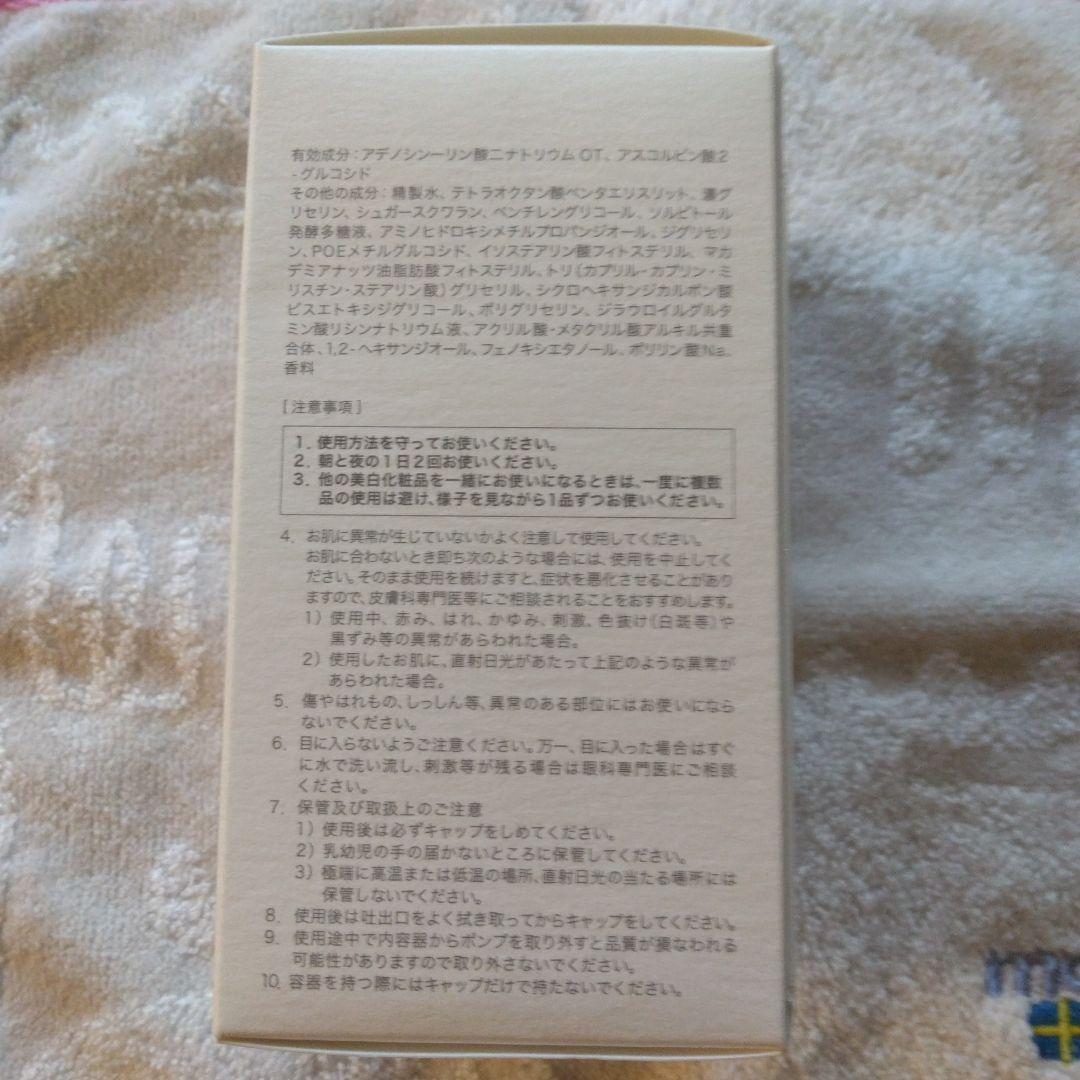 有効成分：アデノシン一リン酸二ナトリウム OT、アスコルビン酸2
-グルコシド
その他の成分：精製水、テトラオクタン酸ペンタエリスリット、濃グ
リセリン、シュガースクワラン、ペンチレングリコール、ソルビトール
発酵多糖液、アミノヒドロキシメチルプロパンジオール、ジグリセリ
ン、POEメチルグルコシド、イソステアリン酸フィトステリル、マカ
デミアナッツ油脂肪酸フィトステリル、トリ（カプリル・カプリン・ミ
リスチン・ステアリン酸）グリセリル、シクロヘキサンジカルボン酸
ビスエトキシジグリコール、ポリグリセリン、ジラウロイルグルタ
ミン酸リシンナトリウム液、アクリル酸・メタクリル酸アルキル共重
合体、1,2-ヘキサンジオール、フェノキシエタノール、ポリリン酸Na、
香料
［注意事項］
1. 使用方法を守ってお使いください。
2. 朝と夜の1日2回お使いください。
3. 他の美白化粧品を一緒にお使いになるときは、一度に複数
品の使用は避け、様子を見ながら1品ずつお使いください。
4. お肌に異常が生じていないかよく注意して使用してください。
お肌に合わないとき即ち次のような場合には、使用を中止してく
ださい。そのまま使用を続けますと、症状を悪化させることがあり
ますので、皮膚科専門医等にご相談されることをおすすめします。
1）使用中、赤み、はれ、かゆみ、刺激、色抜け（白斑等）や
黒ずみ等の異常があらわれた場合。
2）使用したお肌に、直射日光があたって上記のような異常が
あらわれた場合。
5. 傷やはれもの、しっしん等、異常のある部位にはお使いになら
ないでください。
6. 目に入らないようご注意ください。万一、目に入った場合はすぐ
に水で洗い流し、刺激等が残る場合は眼科専門医にご相談
ください。
7. 保管及び取扱上のご注意
1）使用後は必ずキャップをしめてください。
2）乳幼児の手の届かないところに保管してください。
3）極端に高温または低温の場所、直射日光の当たる場所には
保管しないでください。
8. 使用後は吐出口をよく拭き取ってからキャップをしてください。
9. 使用途中で内容器からポンプを取り外すと品質が損なわれる
可能性がありますので取り外さないでください。
10. 容器を持つ際にはキャップだけで持たないでください。